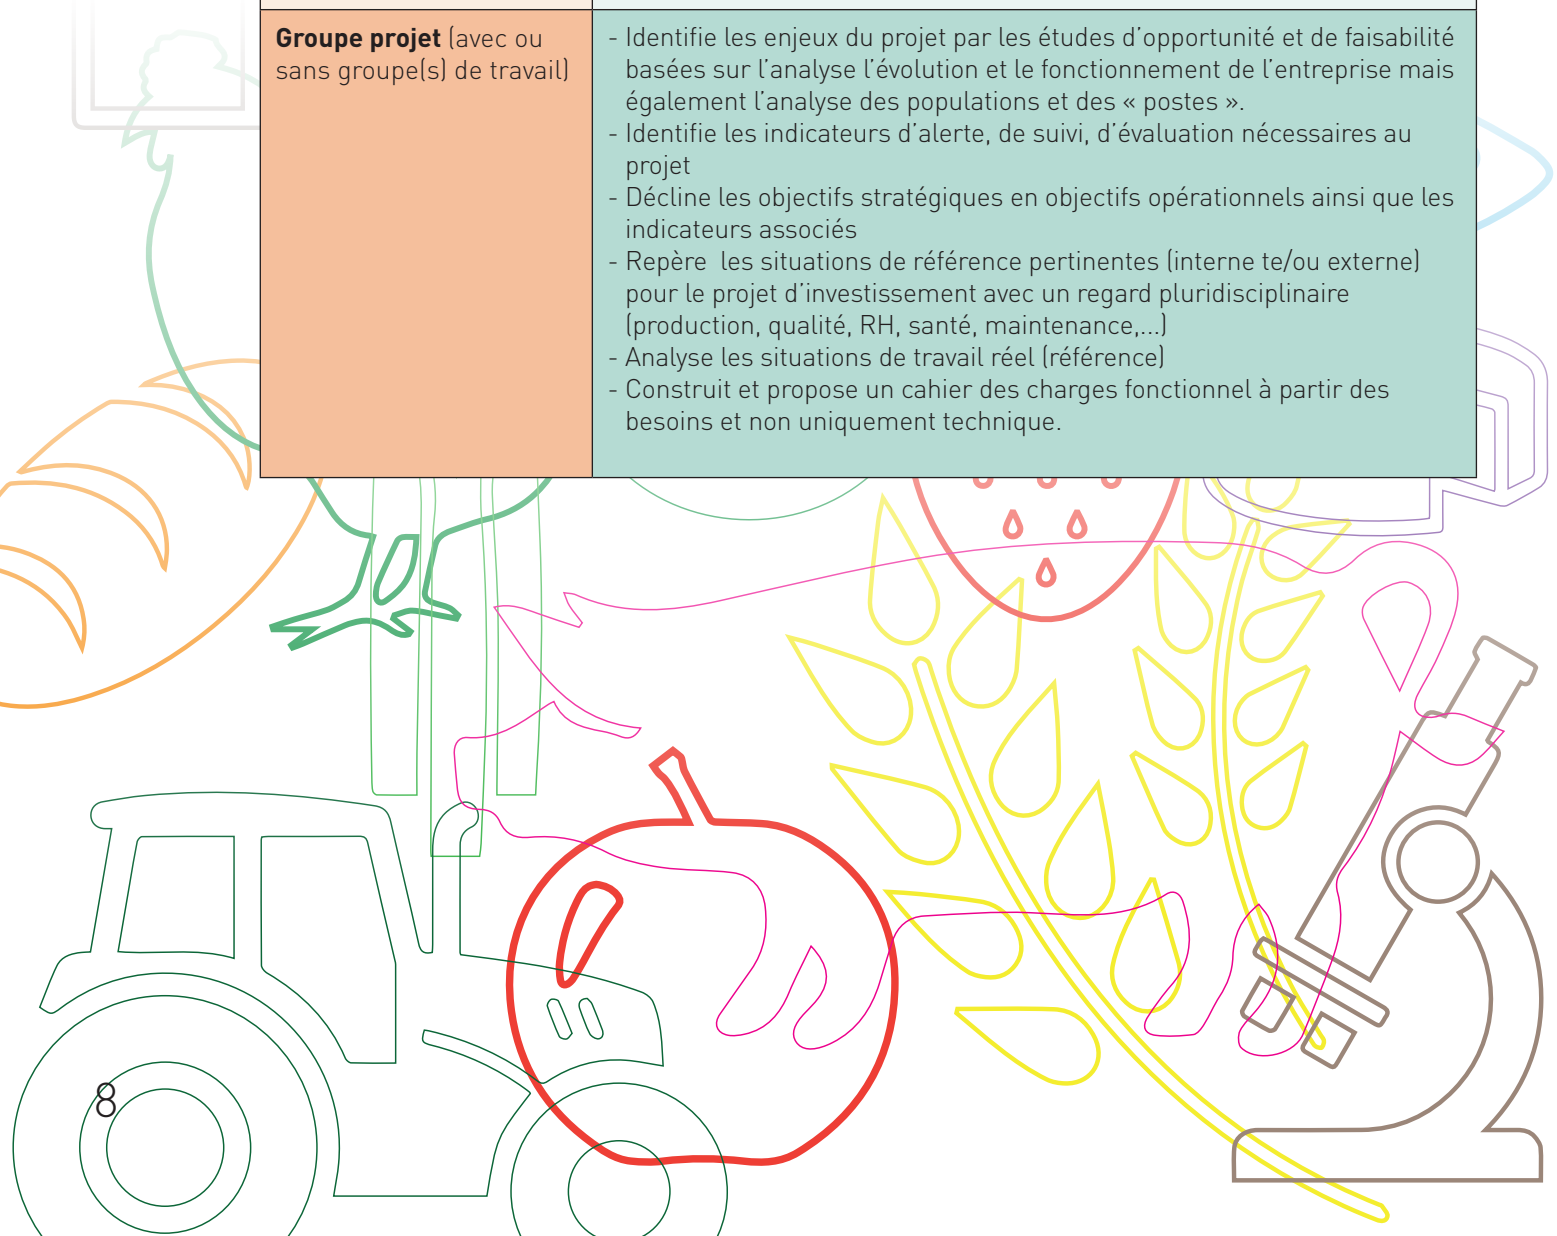 Groupe projet (avec ou
sans groupe(s) de travail)
- Identifie les enjeux du projet par les études d’opportunité et de faisabilité
basées sur l’analyse l’évolution et le fonctionnement de l’entreprise mais
également l’analyse des populations et des « postes ».
- Identifie les indicateurs d’alerte, de suivi, d’évaluation nécessaires au
projet
- Décline les objectifs stratégiques en objectifs opérationnels ainsi que les
indicateurs associés
- Repère  les situations de référence pertinentes (interne te/ou externe)
pour le projet d’investissement avec un regard pluridisciplinaire
(production, qualité, RH, santé, maintenance,...)
- Analyse les situations de travail réel (référence)
- Construit et propose un cahier des charges fonctionnel à partir des
besoins et non uniquement technique.
8